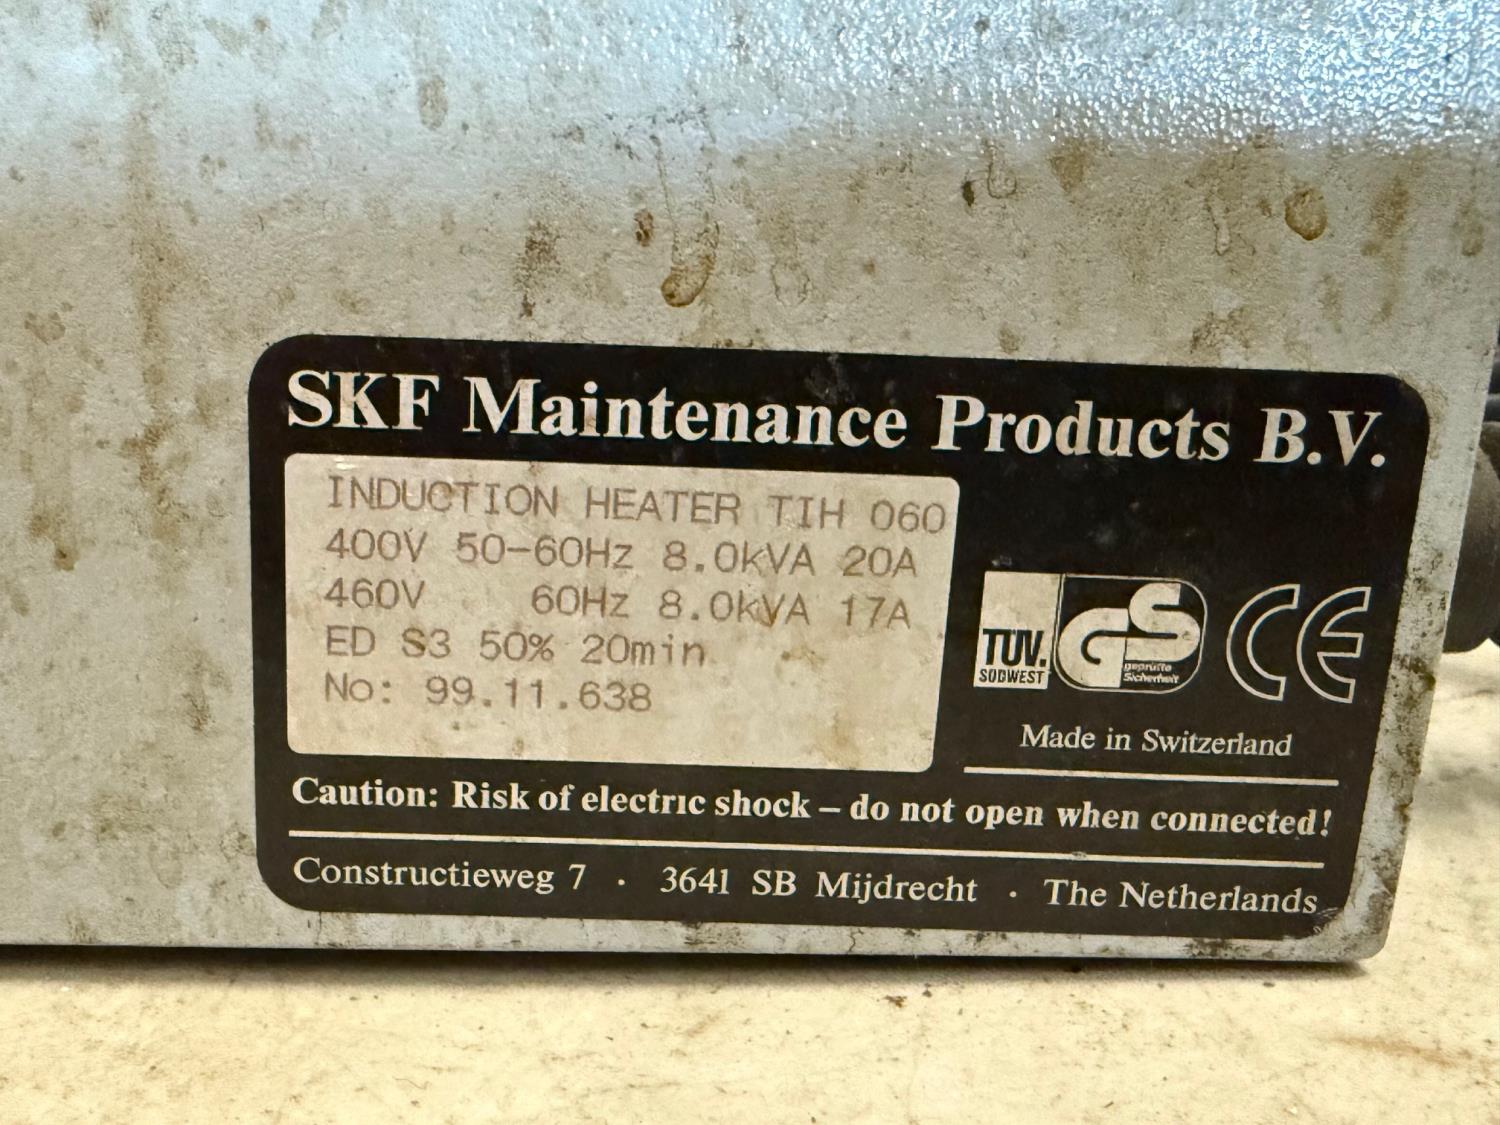 SKF Maintenance Products B.V.
INDUCTION HEATER TIH 060
400V 50-60Hz 8.0kVA 20A
460V 60Hz 8.0kVA 17A
ED S3 50% 20min
No: 99.11.638
TÜV.
SÜDWEST
GS
geprüfte
Sicherheit
CE
Made in Switzerland
Caution: Risk of electric shock – do not open when connected!
Constructieweg 7 · 3641 SB Mijdrecht · The Netherlands